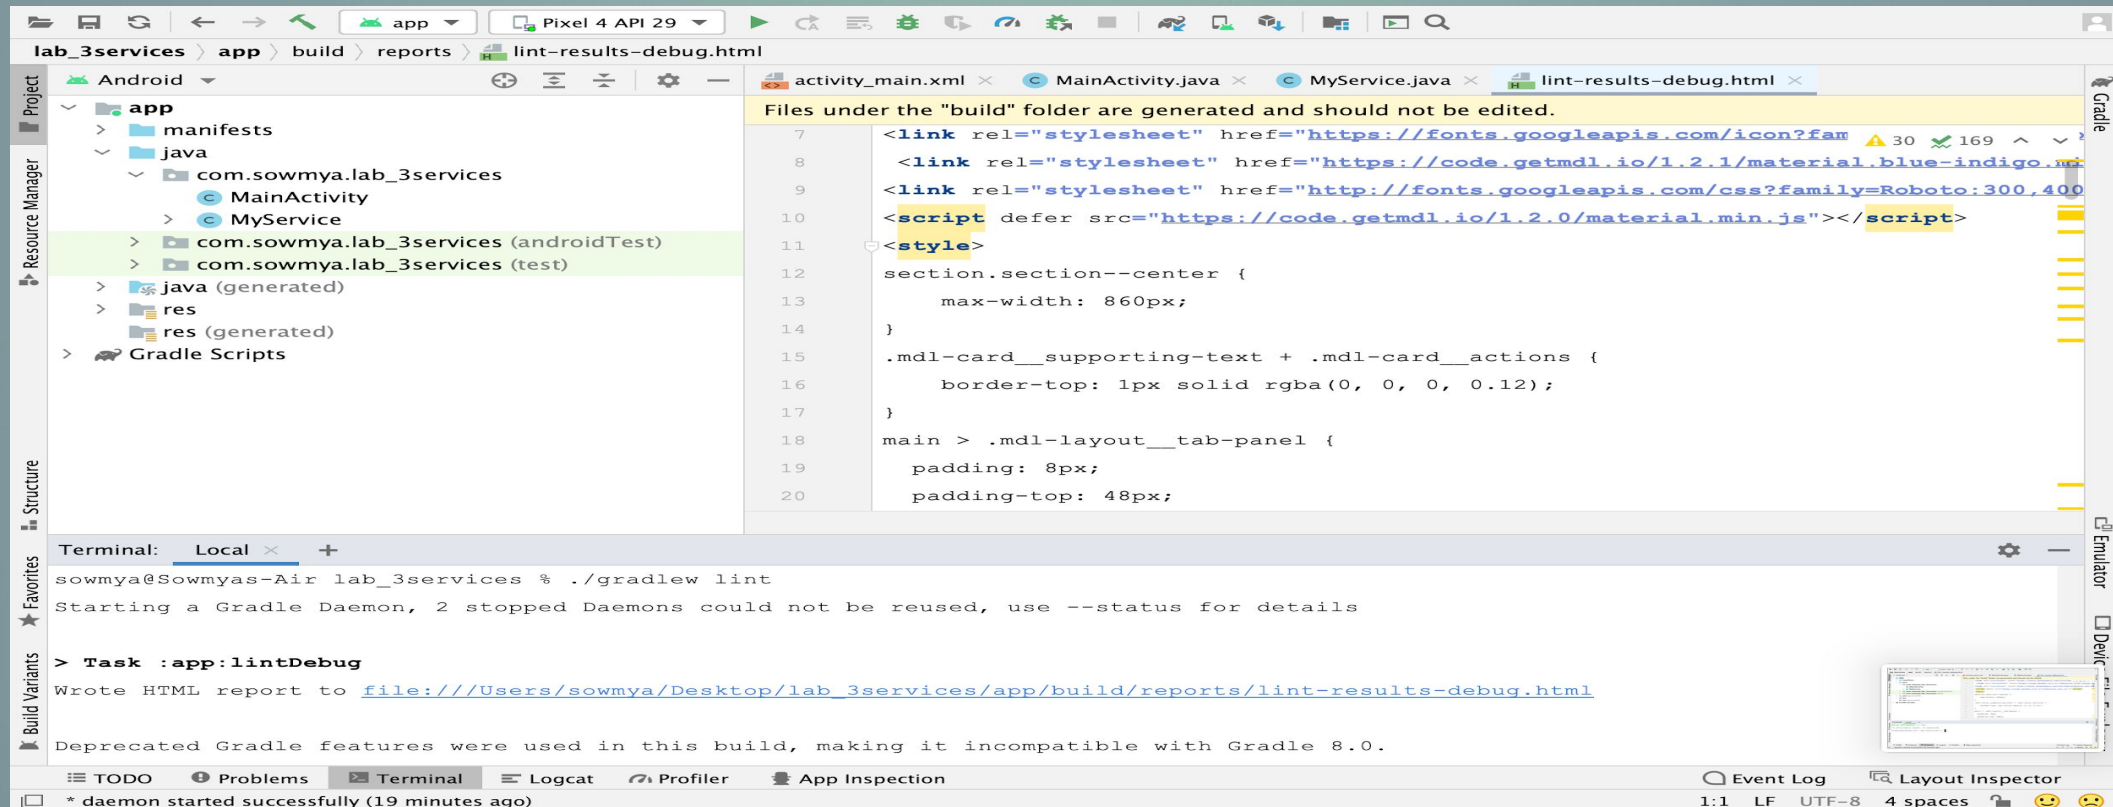 app Pixel 4 API 29
lab_3services app build reports lint-results-debug.html
Project
Resource Manager
Structure
Favorites
Build Variants
Android
app
manifests
java
com.sowmya.lab_3services
MainActivity
MyService
com.sowmya.lab_3services (androidTest)
com.sowmya.lab_3services (test)
java (generated)
res
res (generated)
Gradle Scripts
activity_main.xml MainActivity.java MyService.java lint-results-debug.html
Files under the "build" folder are generated and should not be edited.
30 169
7 <link rel="stylesheet" href="https://fonts.googleapis.com/icon?fam
8 <link rel="stylesheet" href="https://code.getmdl.io/1.2.1/material.blue-indigo.mi
9 <link rel="stylesheet" href="http://fonts.googleapis.com/css?family=Roboto:300,400
10 <script defer src="https://code.getmdl.io/1.2.0/material.min.js"></script>
11 <style>
12 section.section--center {
13 max-width: 860px;
14 }
15 .mdl-card__supporting-text + .mdl-card__actions {
16 border-top: 1px solid rgba(0, 0, 0, 0.12);
17 }
18 main > .mdl-layout__tab-panel {
19 padding: 8px;
20 padding-top: 48px;
Gradle
Emulator
Terminal: Local +
sowmya@Sowmyas-Air lab_3services % ./gradlew lint
Starting a Gradle Daemon, 2 stopped Daemons could not be reused, use --status for details
> Task :app:lintDebug
Wrote HTML report to file:///Users/sowmya/Desktop/lab_3services/app/build/reports/lint-results-debug.html
Deprecated Gradle features were used in this build, making it incompatible with Gradle 8.0.
TODO Problems Terminal Logcat Profiler App Inspection Event Log Layout Inspector
* daemon started successfully (19 minutes ago) 1:1 LF UTF-8 4 spaces